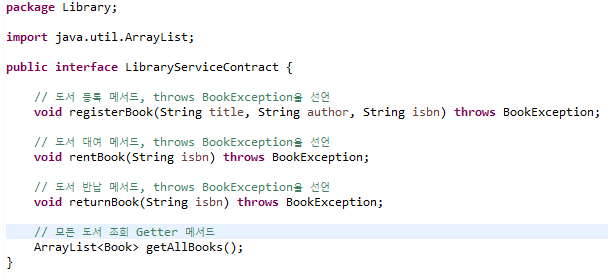 package Library;
import java.util.ArrayList;
public interface LibraryServiceContract {
// 도서 등록 메서드, throws BookException을 선언
void registerBook(String title, String author, String isbn) throws BookException;
// 도서 대여 메서드, throws BookException을 선언
void rentBook(String isbn) throws BookException;
// 도서 반납 메서드, throws BookException을 선언
void returnBook(String isbn) throws BookException;
// 모든 도서 조회 Getter 메서드
ArrayList<Book> getAllBooks();
}